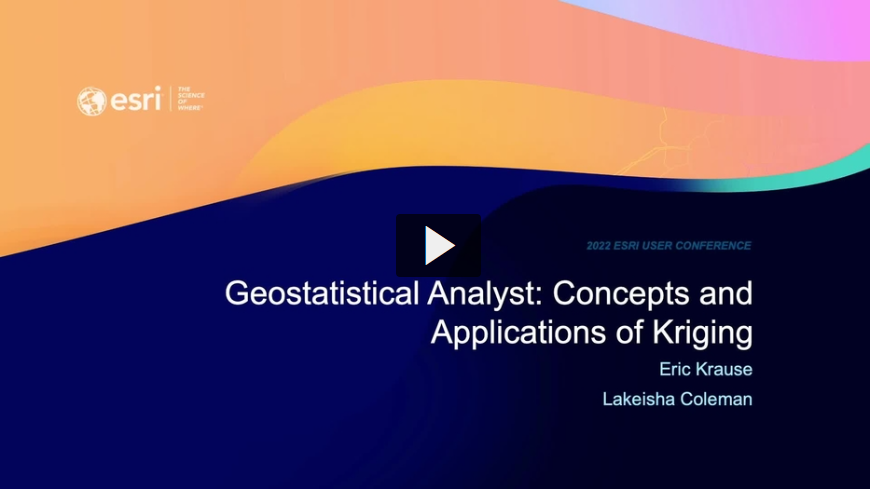 esri
THE
SCIENCE
OF
WHERE™
2022 ESRI USER CONFERENCE
Geostatistical Analyst: Concepts and
Applications of Kriging
Eric Krause
Lakeisha Coleman